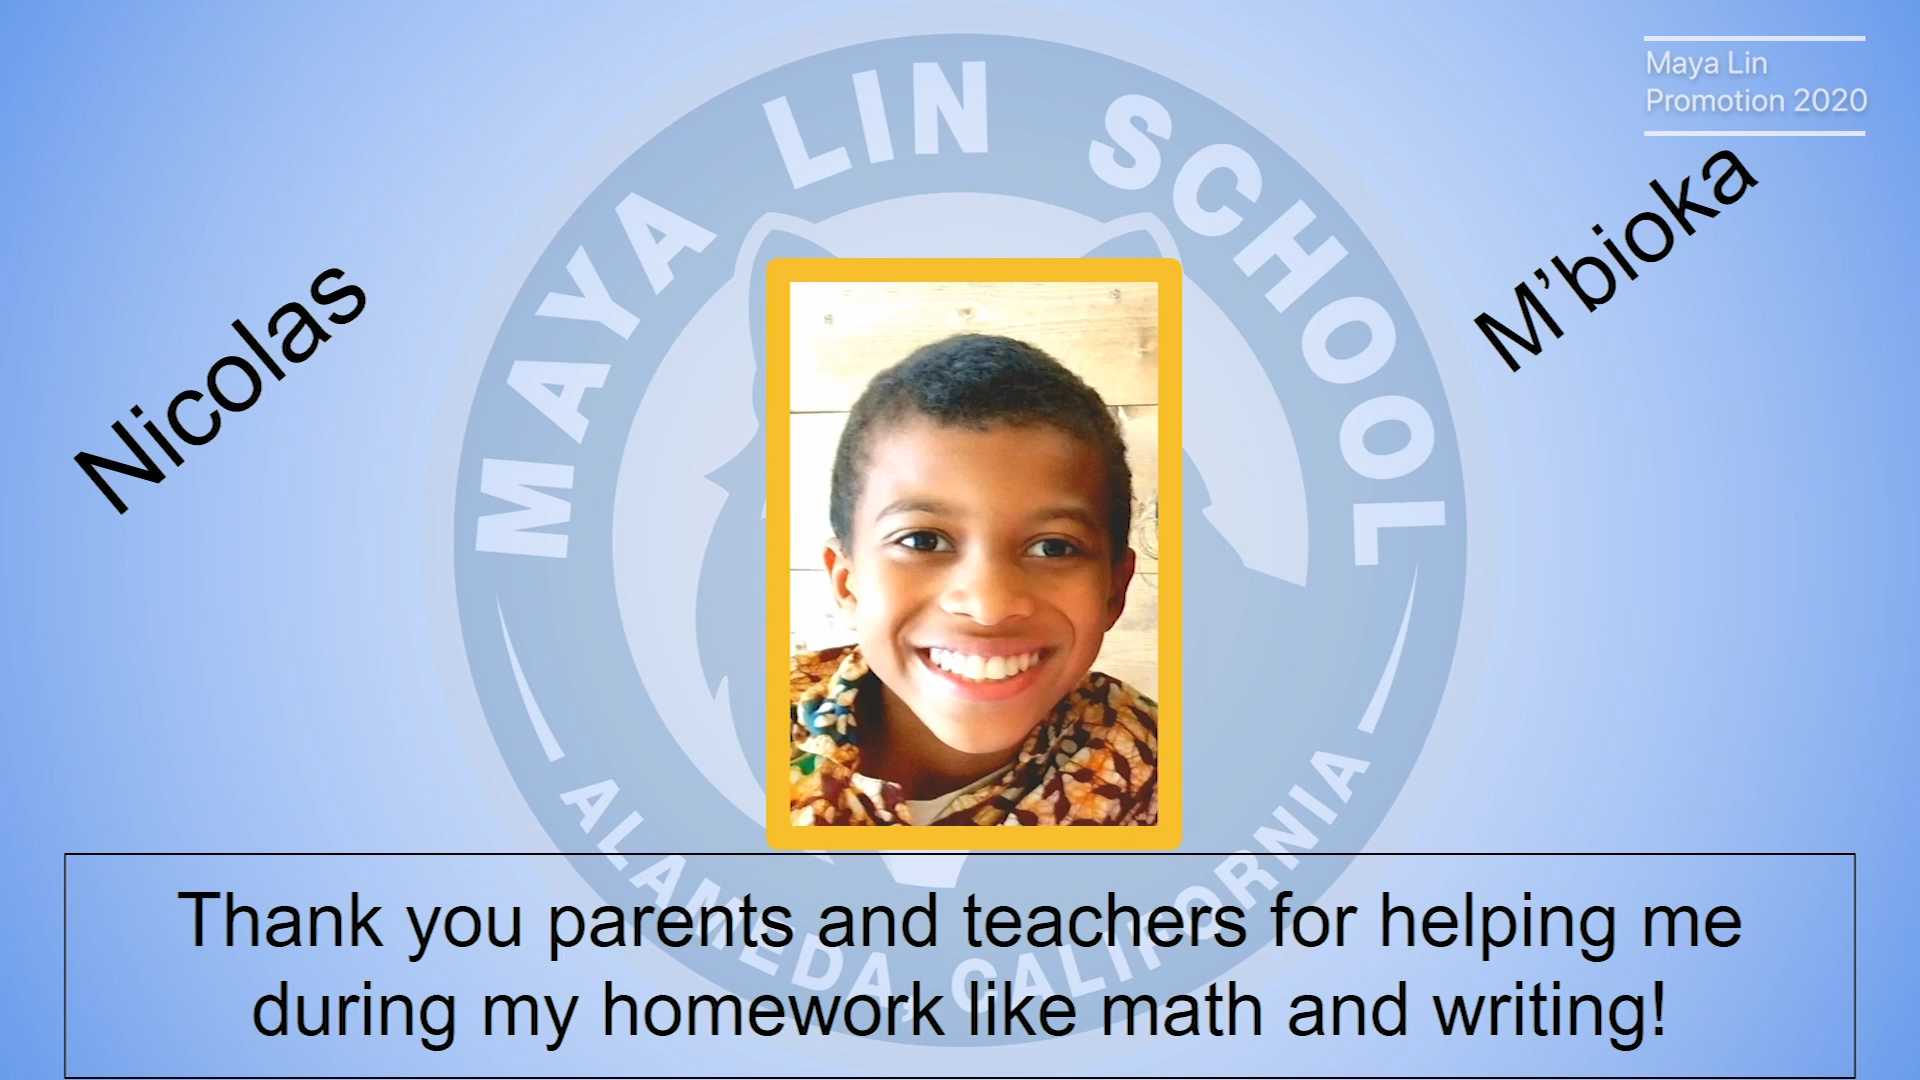 Maya Lin
Promotion 2020
MAYA LIN SCHOOL
Nicolas
M’bioka
ALAMEDA, CALIFORNIA
Thank you parents and teachers for helping me
during my homework like math and writing!